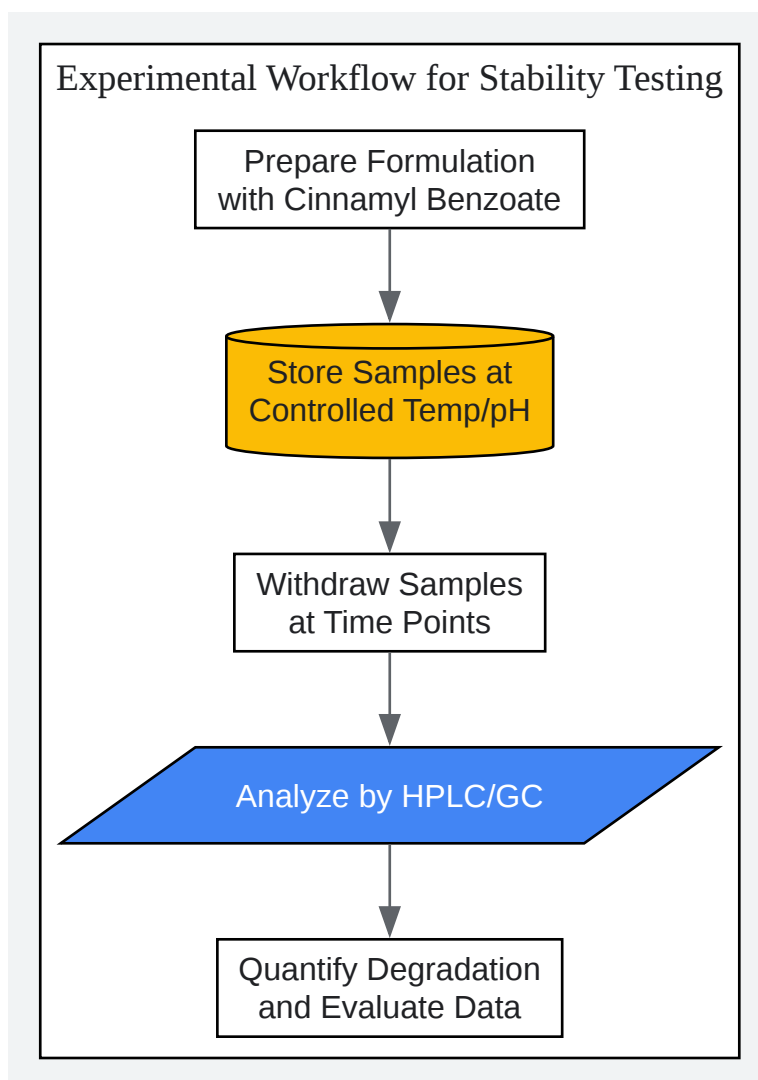 Experimental Workflow for Stability Testing
Prepare Formulation
with Cinnamyl Benzoate
Store Samples at
Controlled Temp/pH
Withdraw Samples
at Time Points
Analyze by HPLC/GC
Quantify Degradation
and Evaluate Data